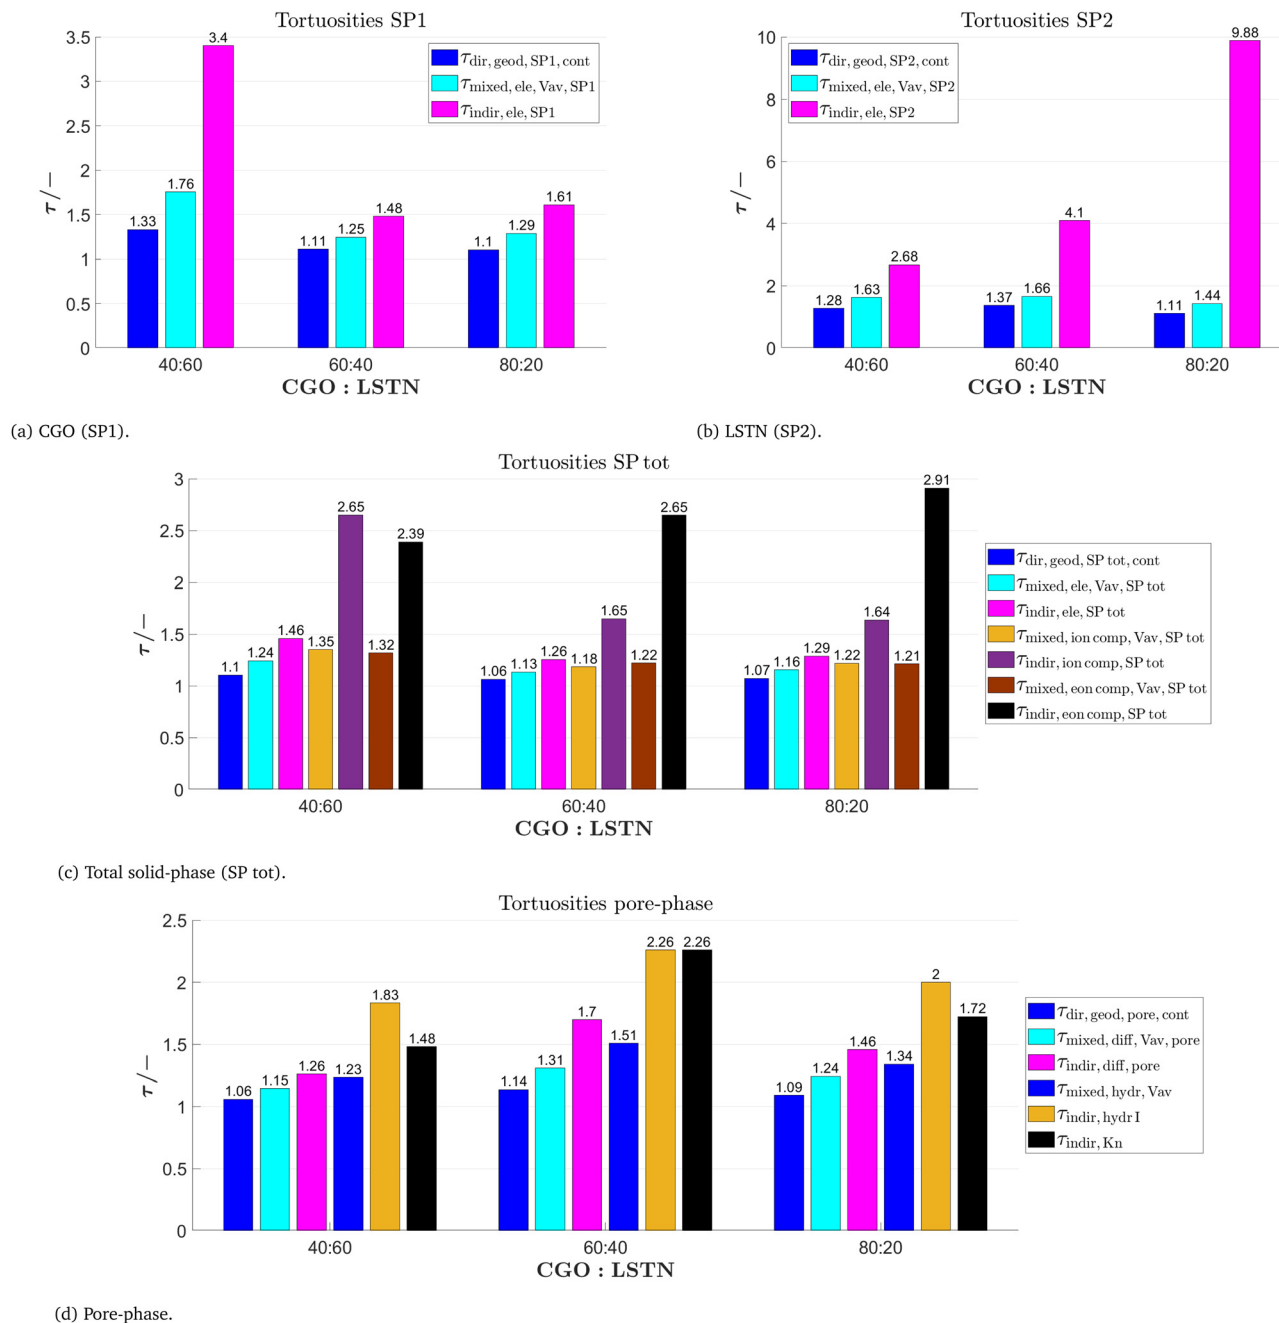 Tortuosities SP1
3.5
3
2.5
2
1.5
1
0.5
0
τ/−
3.4
1.76
1.33
1.11
1.25
1.48
1.1
1.29
1.61
τdir, geod, SP1, cont
τmixed, ele, Vav, SP1
τindir, ele, SP1
40:60
60:40
80:20
CGO : LSTN
(a) CGO (SP1).
Tortuosities SP2
10
8
6
4
2
0
τ/−
1.28
1.63
2.68
1.37
1.66
4.1
1.11
1.44
9.88
τdir, geod, SP2, cont
τmixed, ele, Vav, SP2
τindir, ele, SP2
40:60
60:40
80:20
CGO : LSTN
(b) LSTN (SP2).
Tortuosities SP tot
3
2.5
2
1.5
1
0.5
0
τ/−
1.1
1.24
1.46
1.35
2.65
1.32
2.39
1.06
1.13
1.26
1.18
1.65
1.22
2.65
1.07
1.16
1.29
1.22
1.64
1.21
2.91
τdir, geod, SP tot, cont
τmixed, ele, Vav, SP tot
τindir, ele, SP tot
τmixed, ion comp, Vav, SP tot
τindir, ion comp, SP tot
τmixed, eon comp, Vav, SP tot
τindir, eon comp, SP tot
40:60
60:40
80:20
CGO : LSTN
(c) Total solid-phase (SP tot).
Tortuosities pore-phase
2.5
2
1.5
1
0.5
0
τ/−
1.06
1.15
1.26
1.23
1.83
1.48
1.14
1.31
1.7
1.51
2.26
2.26
1.09
1.24
1.46
1.34
2
1.72
τdir, geod, pore, cont
τmixed, diff, Vav, pore
τindir, diff, pore
τmixed, hydr, Vav
τindir, hydr I
τindir, Kn
40:60
60:40
80:20
CGO : LSTN
(d) Pore-phase.